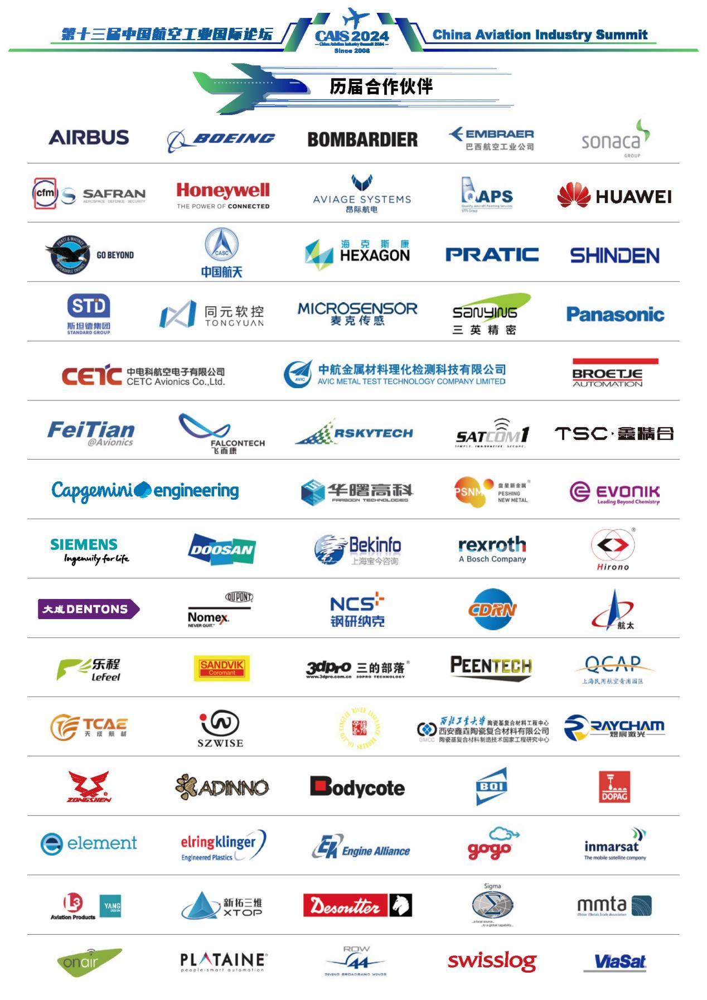 第十三届中国航空工业国际论坛
CAIS 2024
China Aviation Industry Summit 2024
Since 2008
China Aviation Industry Summit
历届合作伙伴
AIRBUS
BOEING
BOMBARDIER
EMBRAER
巴西航空工业公司
sonaca
GROUP
cfm
SAFRAN
AEROSPACE · DEFENCE · SECURITY
Honeywell
THE POWER OF CONNECTED
AVIAGE SYSTEMS
昂际航电
QAPS
Quality Aircraft Painting Services
STTS Group
HUAWEI
PRATT & WHITNEY
DEPENDABLE ENGINES
GO BEYOND
CASC
中国航天
海克斯康
HEXAGON
PRATIC
SHINDEN
STD
斯坦德集团
STANDARD GROUP
同元软控
TONGYUAN
MICROSENSOR
麦克传感
SANYING
三英精密
Panasonic
CETC
中电科航空电子有限公司
CETC Avionics Co.,Ltd.
AVIC
中航金属材料理化检测科技有限公司
AVIC METAL TEST TECHNOLOGY COMPANY LIMITED
BROETJE
AUTOMATION
FeiTian
@Avionics
FALCONTECH
飞而康
RSKYTECH
SATCOM1
SIMPLE. INNOVATIVE. SECURE.
TSC·鑫精合
Capgemini engineering
华曙高科
FARSOON TECHNOLOGIES
PSNM
盘星新金属®
PESHING
NEW METAL
EVONIK
Leading Beyond Chemistry
SIEMENS
Ingenuity for life
DOOSAN
Bekinfo
上海宝今咨询
rexroth
A Bosch Company
®
Hirono
大成 DENTONS
DUPONT
Nomex.
NEVER QUIT.™
NCS
钢研纳克
CDRN
航太
乐程
LeFeel
SANDVIK
Coromant
3dpro 三的部落®
www.3dpro.com.cn 3DPRO TECHNOLOGY
PEENTECH
QCAP
上海民用航空青浦园区
TCAE
天成航材
SZWISE
YANGTZE RIVER INSURANCE BROKERS CO.,LTD
GMCC
西北工业大学 陶瓷基复合材料工程中心
西安鑫垚陶瓷复合材料有限公司
陶瓷基复合材料制造技术国家工程研究中心
RAYCHAM
煜宸激光
ZONGSHEN
ADINNO
Bodycote
BQI
DOPAG
element
elringklinger
Engineered Plastics
EA Engine Alliance
gogo
inmarsat
The mobile satellite company
L3
Aviation Products
YANG
DESIGN
新拓三维
XTOP
Desoutter
Sigma
Σ
...a local source...
...to a global capability...
mmta
Minor Metals Trade Association
onair
PLATAINE
people-smart automation
ROW
44
GIVING BROADBAND WINGS
swisslog
ViaSat